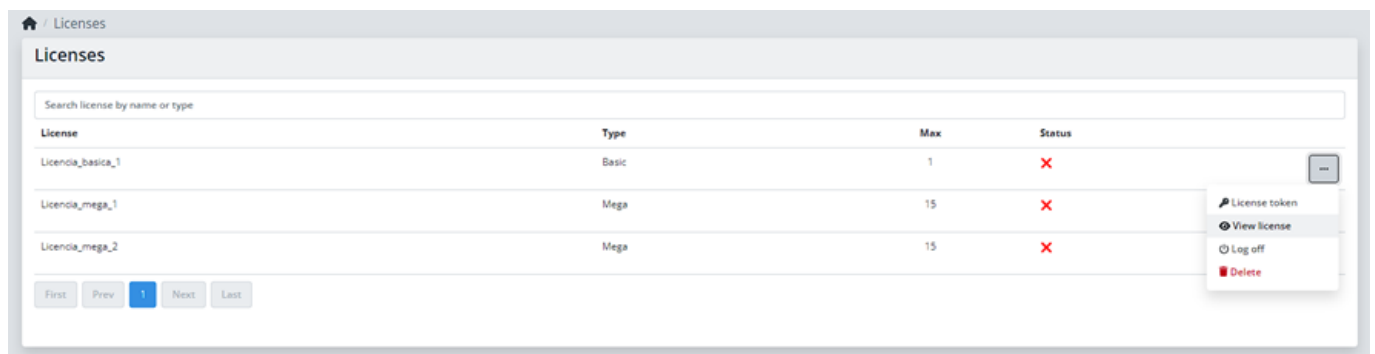 / Licenses
Licenses
Search license by name or type
License Type Max Status
Licencia_basica_1 Basic 1
...
Licencia_mega_1 Mega 15
License token
View license
Licencia_mega_2 Mega 15
Log off
Delete
First Prev 1 Next Last